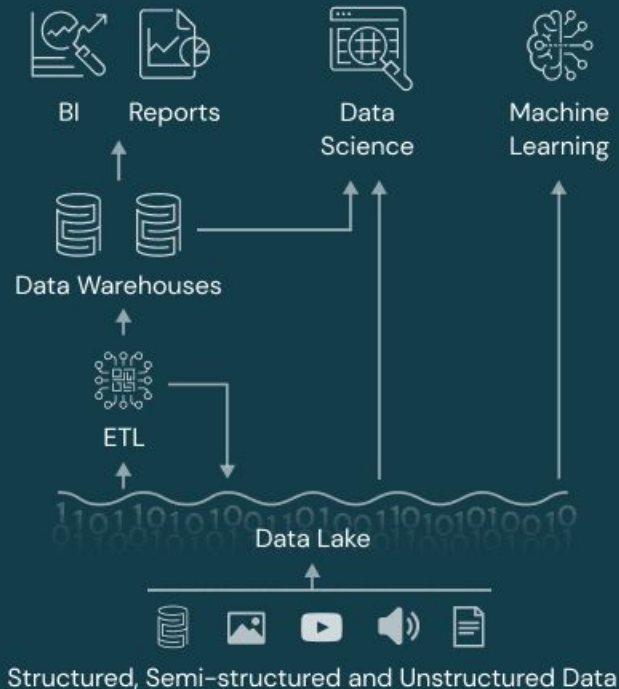 BI Reports
Data
Science
Machine
Learning
Data Warehouses
ETL
Data Lake
Structured, Semi-structured and Unstructured Data